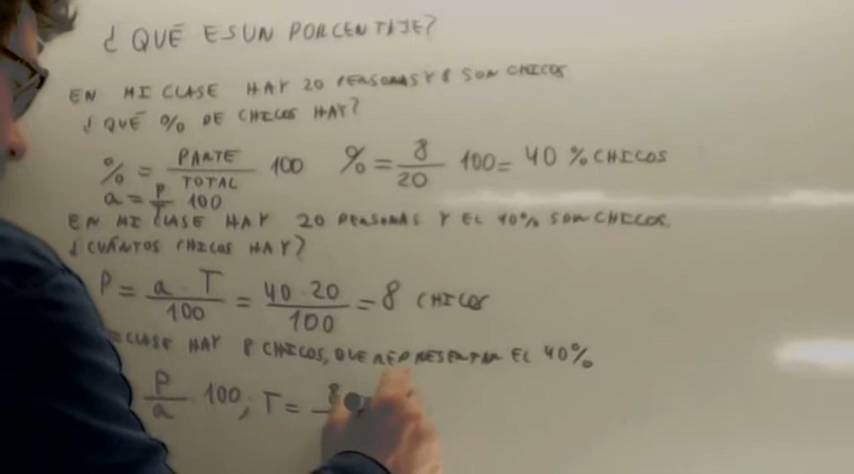 ¿ QUÉ ES UN PORCENTAJE?
EN MI CLASE HAY 20 PERSONAS Y 8 SON CHICOS
¿ QUÉ % DE CHICOS HAY?
% = PARTE / TOTAL 100 % = 8 / 20 100 = 40 % CHICOS
a = P / T 100
EN MI CLASE HAY 20 PERSONAS Y EL 40% SON CHICOS.
¿ CUÁNTOS CHICOS HAY?
P = a · T / 100 = 40 · 20 / 100 = 8 CHICOS
CLASE HAY 8 CHICOS, QUE REPRESENTAN EL 40%
P / a · 100; T = 8